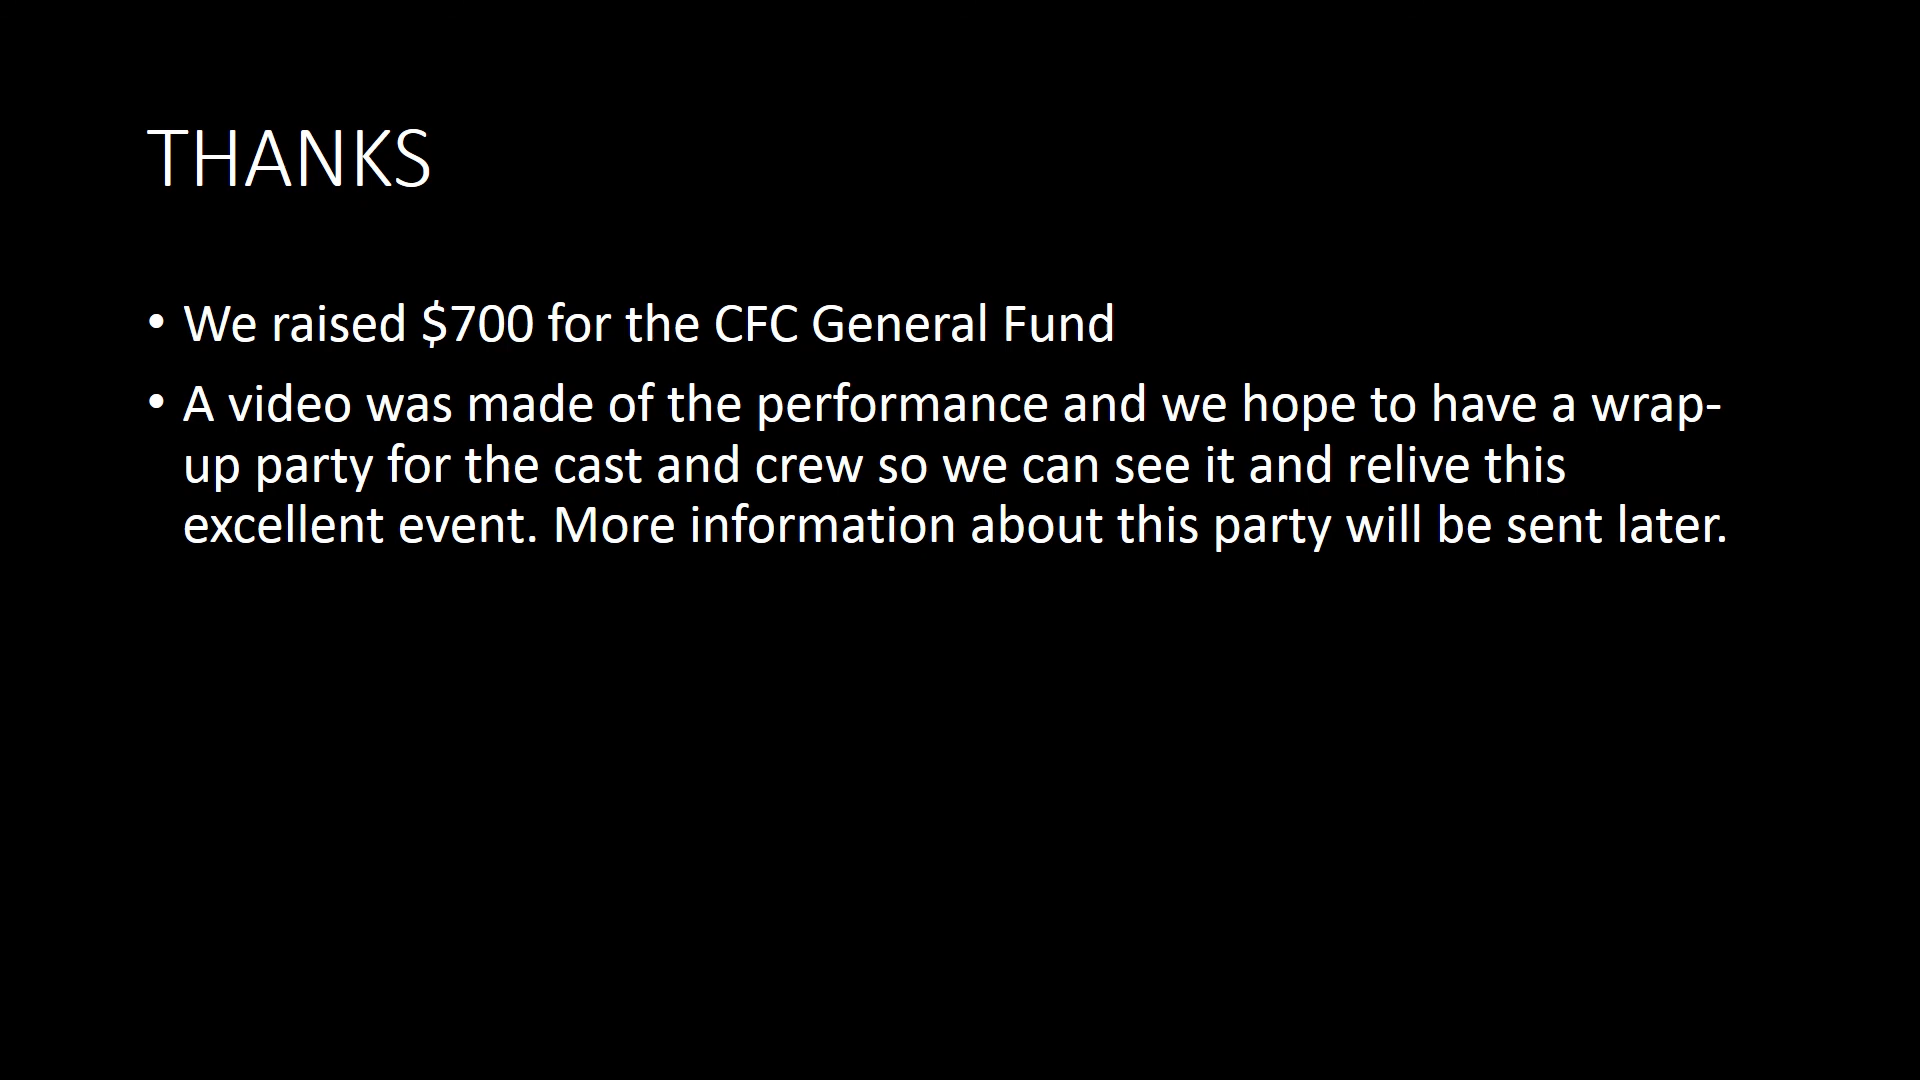 THANKS
• We raised $700 for the CFC General Fund
• A video was made of the performance and we hope to have a wrap-
up party for the cast and crew so we can see it and relive this
excellent event. More information about this party will be sent later.